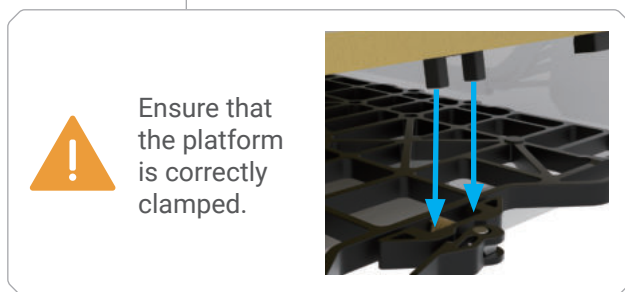 Ensure that
the platform
is correctly
clamped.